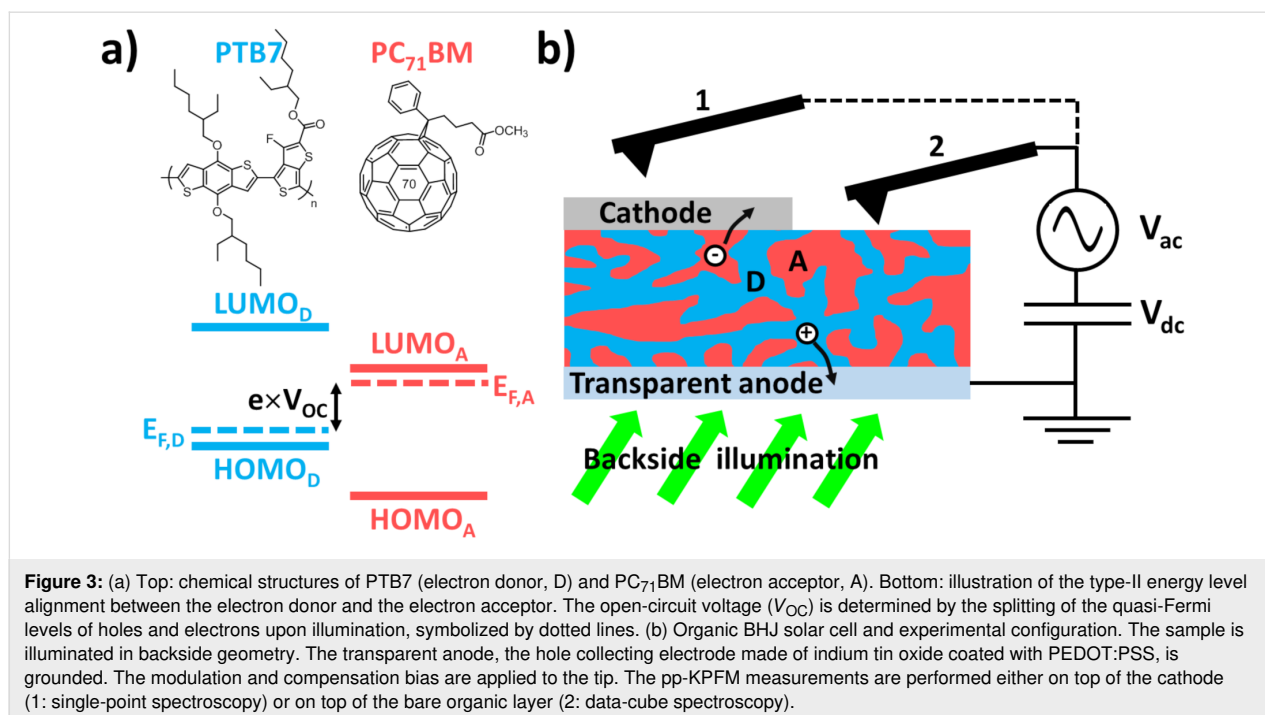 a)
PTB7
PC71BM
F
O
O
O
O
S
S
S
S
n
70
O
O
OCH3
LUMOD
LUMOA
e×VOC
EF,A
EF,D
HOMOD
HOMOA
b)
1
2
Cathode
-
A
D
+
Transparent anode
Backside illumination
Vac
Vdc
Figure 3: (a) Top: chemical structures of PTB7 (electron donor, D) and PC71BM (electron acceptor, A). Bottom: illustration of the type-II energy level
alignment between the electron donor and the electron acceptor. The open-circuit voltage (VOC) is determined by the splitting of the quasi-Fermi
levels of holes and electrons upon illumination, symbolized by dotted lines. (b) Organic BHJ solar cell and experimental configuration. The sample is
illuminated in backside geometry. The transparent anode, the hole collecting electrode made of indium tin oxide coated with PEDOT:PSS, is
grounded. The modulation and compensation bias are applied to the tip. The pp-KPFM measurements are performed either on top of the cathode
(1: single-point spectroscopy) or on top of the bare organic layer (2: data-cube spectroscopy).